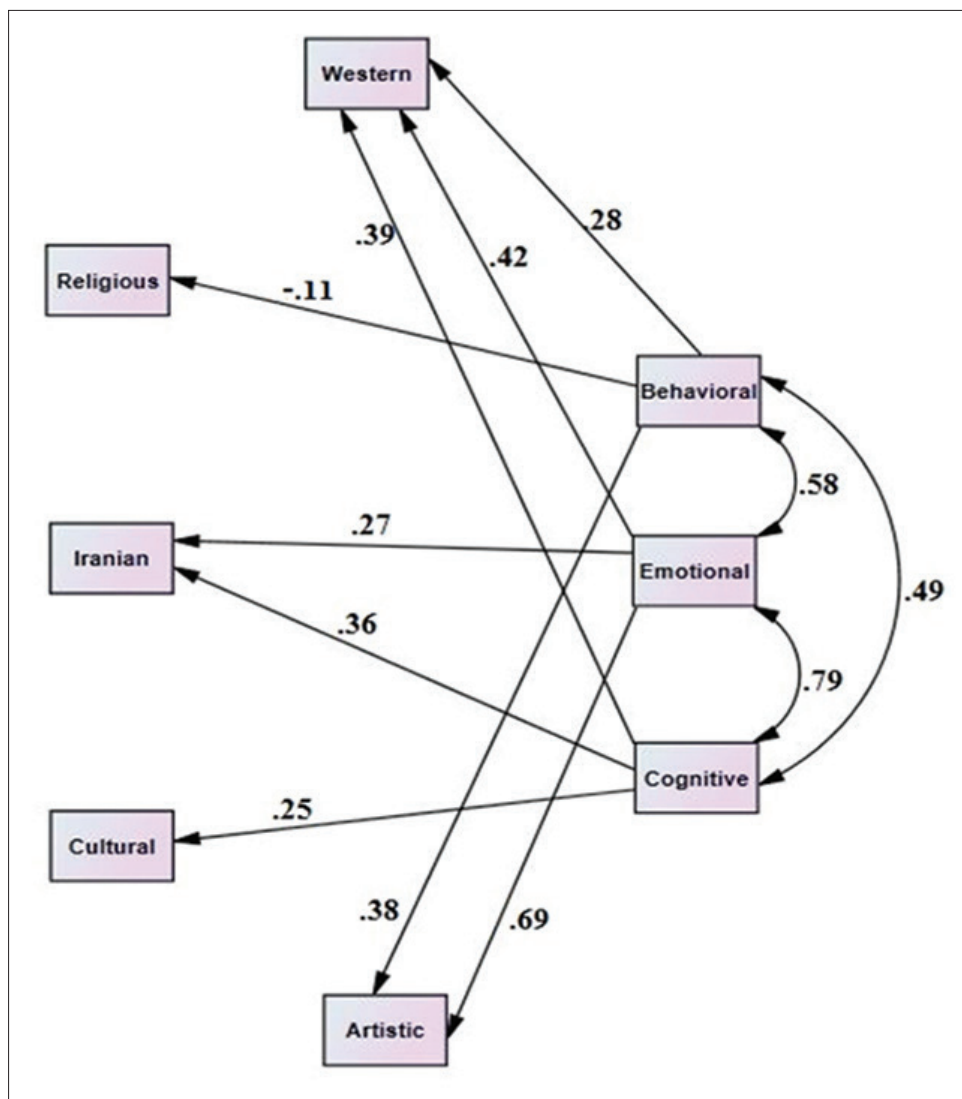 Western
.28
.39
.42
Religious
-.11
Behavioral
.58
.27
Iranian
Emotional
.49
.36
.79
Cognitive
.25
Cultural
.38
.69
Artistic